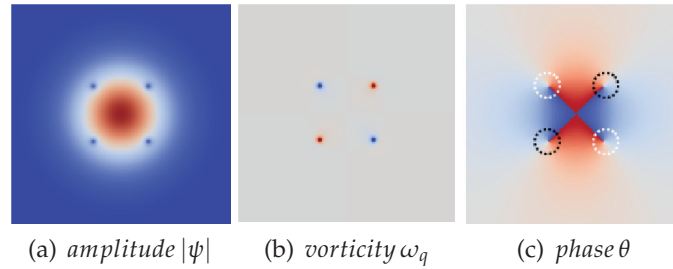 (a) amplitude |ψ| (b) vorticity ω_q (c) phase θ